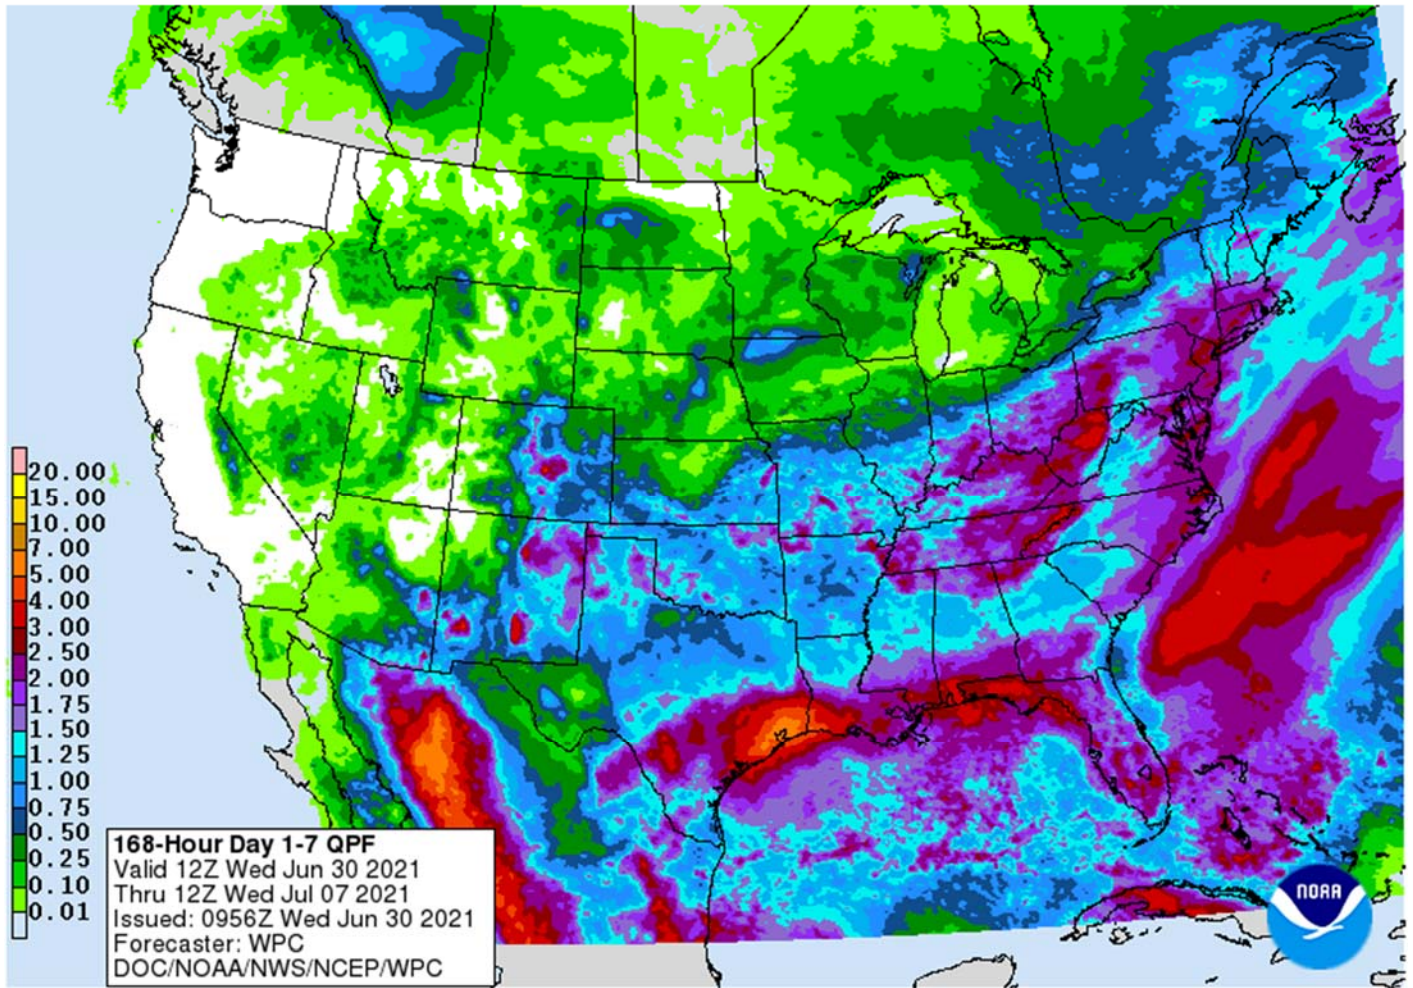 20.00
15.00
10.00
7.00
5.00
4.00
3.00
2.50
2.00
1.75
1.50
1.25
1.00
0.75
0.50
0.25
0.10
0.01
168-Hour Day 1-7 QPF
Valid 12Z Wed Jun 30 2021
Thru 12Z Wed Jul 07 2021
Issued: 0956Z Wed Jun 30 2021
Forecaster: WPC
DOC/NOAA/NWS/NCEP/WPC
NOAA